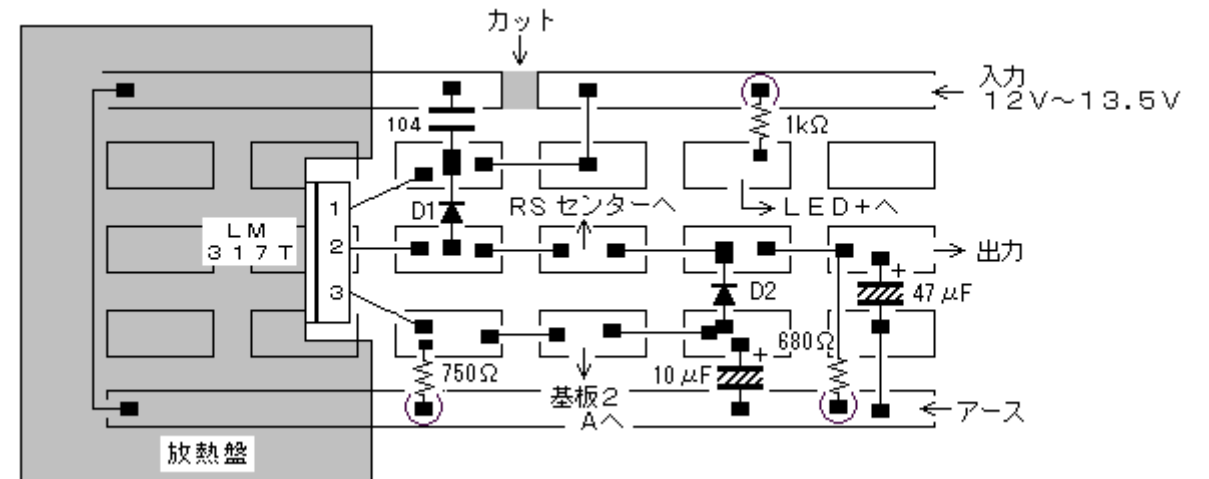 カット
入力
12V～13.5V
104
1kΩ
1
D1
RSセンターへ
LED+へ
LM
317T
2
出力
+
47μF
3
D2
680Ω
750Ω
10μF
+
基板2
Aへ
アース
放熱盤